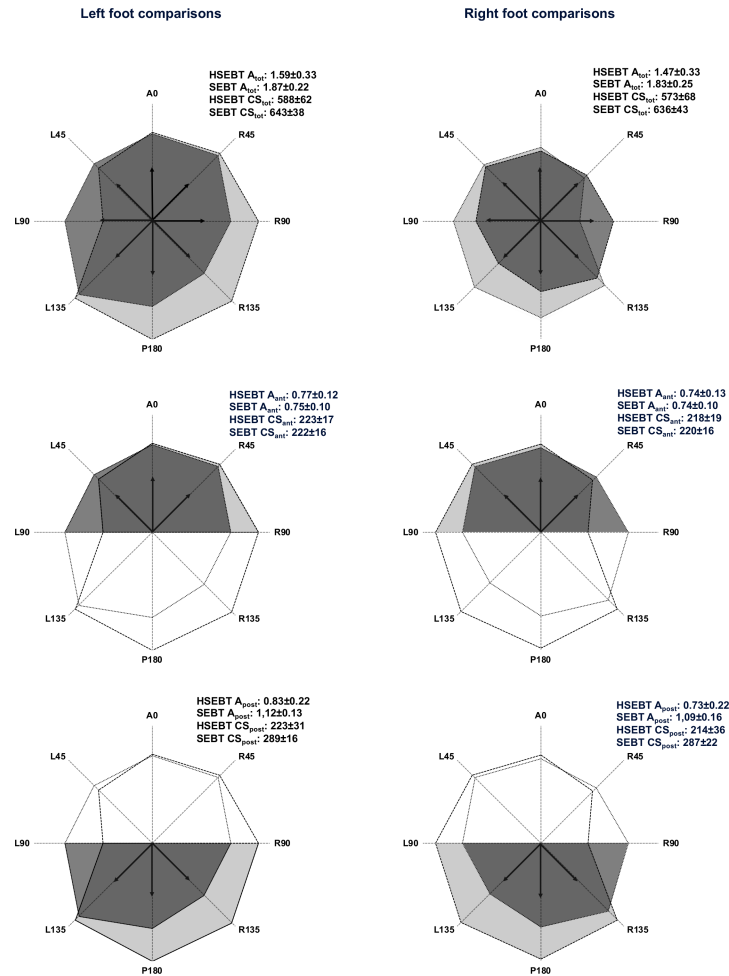 Left foot comparisons
Right foot comparisons
HSEBT Atot: 1.59±0.33
SEBT Atot: 1.87±0.22
HSEBT CStot: 588±62
SEBT CStot: 643±38
A0
L45
R45
L90
R90
L135
R135
P180
HSEBT Atot: 1.47±0.33
SEBT Atot: 1.83±0.25
HSEBT CStot: 573±68
SEBT CStot: 636±43
A0
L45
R45
L90
R90
L135
R135
P180
HSEBT Aant: 0.77±0.12
SEBT Aant: 0.75±0.10
HSEBT CSant: 223±17
SEBT CSant: 222±16
A0
L45
R45
L90
R90
L135
R135
P180
HSEBT Aant: 0.74±0.13
SEBT Aant: 0.74±0.10
HSEBT CSant: 218±19
SEBT CSant: 220±16
A0
L45
R45
L90
R90
L135
R135
P180
HSEBT Apost: 0.83±0.22
SEBT Apost: 1,12±0.13
HSEBT CSpost: 223±31
SEBT CSpost: 289±16
A0
L45
R45
L90
R90
L135
R135
P180
HSEBT Apost: 0.73±0.22
SEBT Apost: 1,09±0.16
HSEBT CSpost: 214±36
SEBT CSpost: 287±22
A0
L45
R45
L90
R90
L135
R135
P180